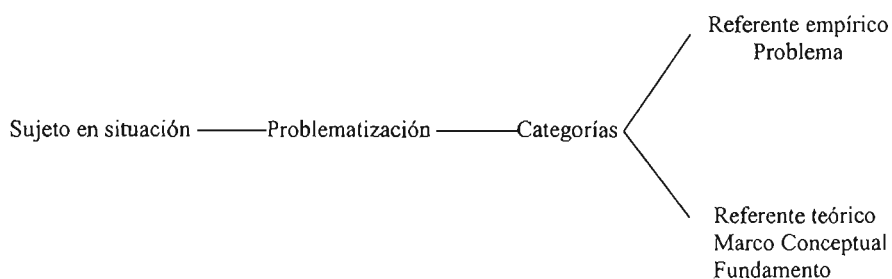 Referente empírico
Problema
Sujeto en situación
Problematización
Categorías
Referente teórico
Marco Conceptual
Fundamento